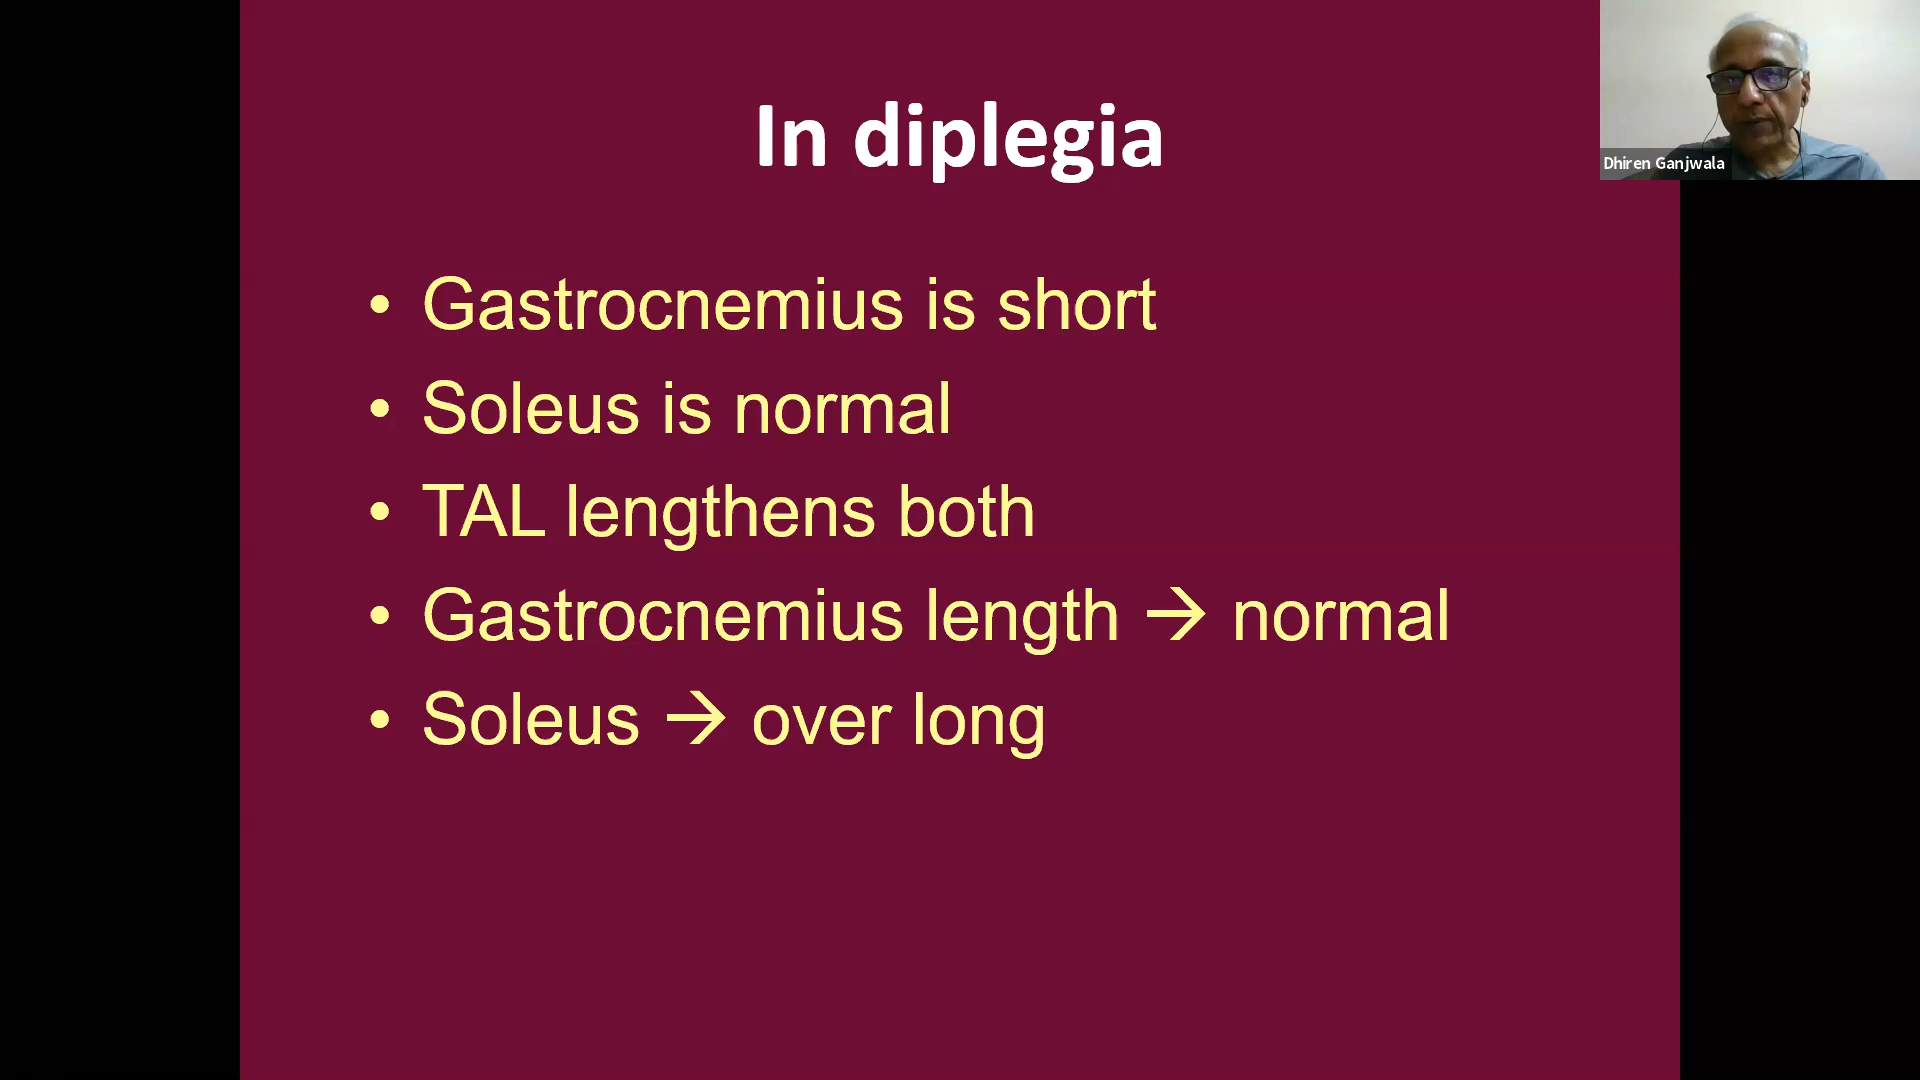 In diplegia
Dhiren Ganjwala
• Gastrocnemius is short
• Soleus is normal
• TAL lengthens both
• Gastrocnemius length → normal
• Soleus → over long